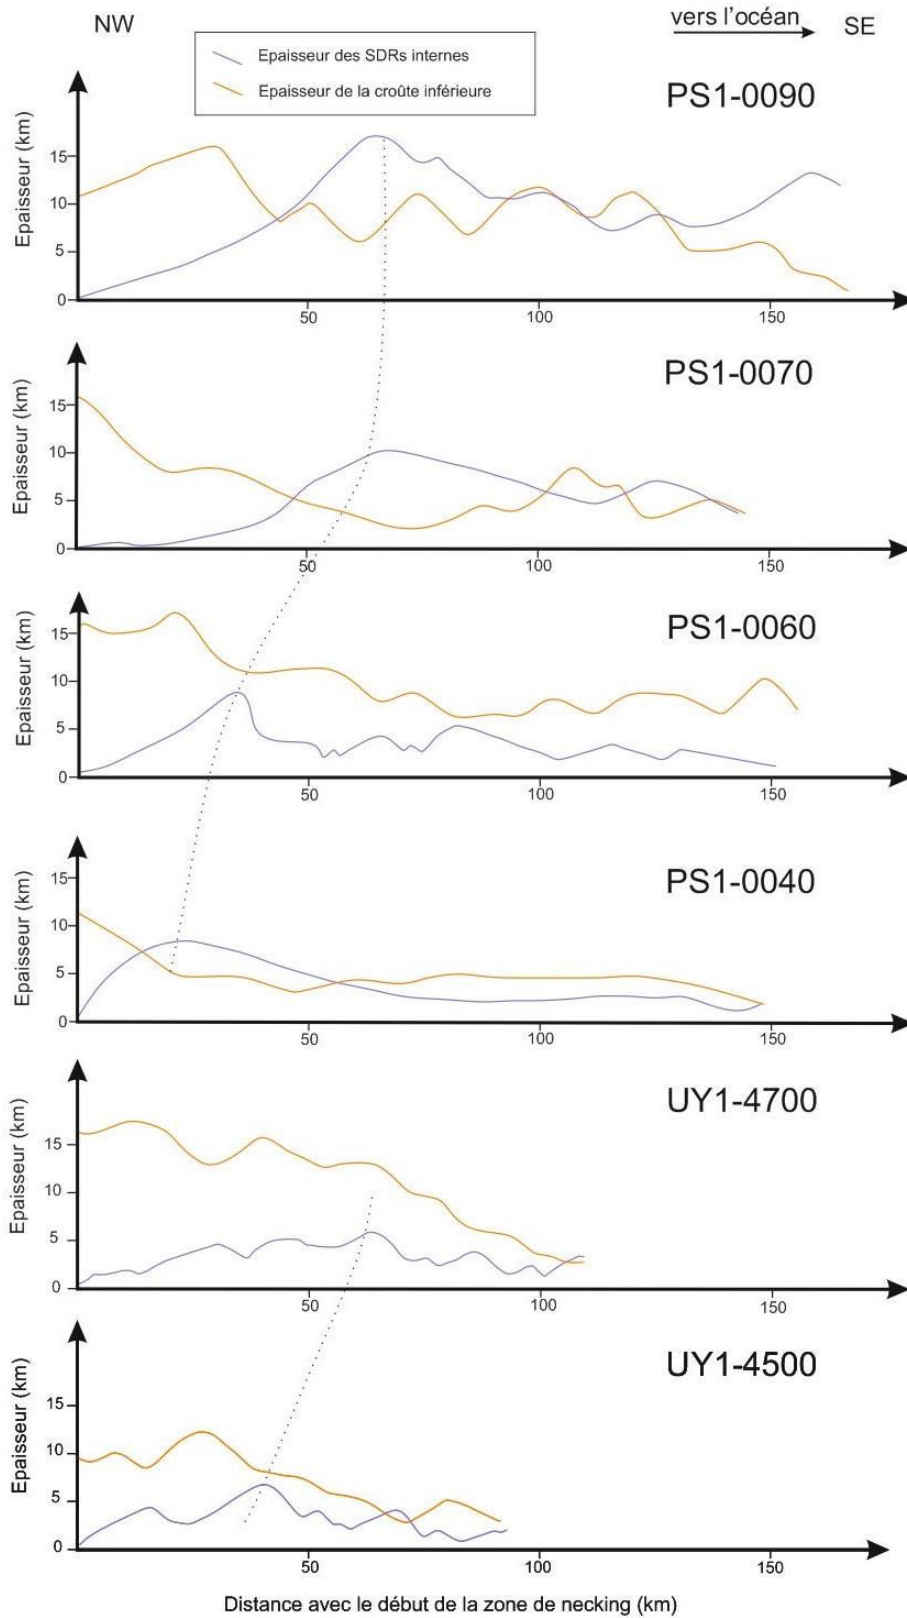 NW
vers l'océan
SE
Epaisseur des SDRs internes
Epaisseur de la croûte inférieure
PS1-0090
Epaisseur (km)
15
10
5
0
50
100
150
PS1-0070
Epaisseur (km)
15
10
5
0
50
100
150
PS1-0060
Epaisseur (km)
15
10
5
0
50
100
150
PS1-0040
Epaisseur (km)
15
10
5
0
50
100
150
UY1-4700
Epaisseur (km)
15
10
5
0
50
100
150
UY1-4500
Epaisseur (km)
15
10
5
0
50
100
150
Distance avec le début de la zone de necking (km)